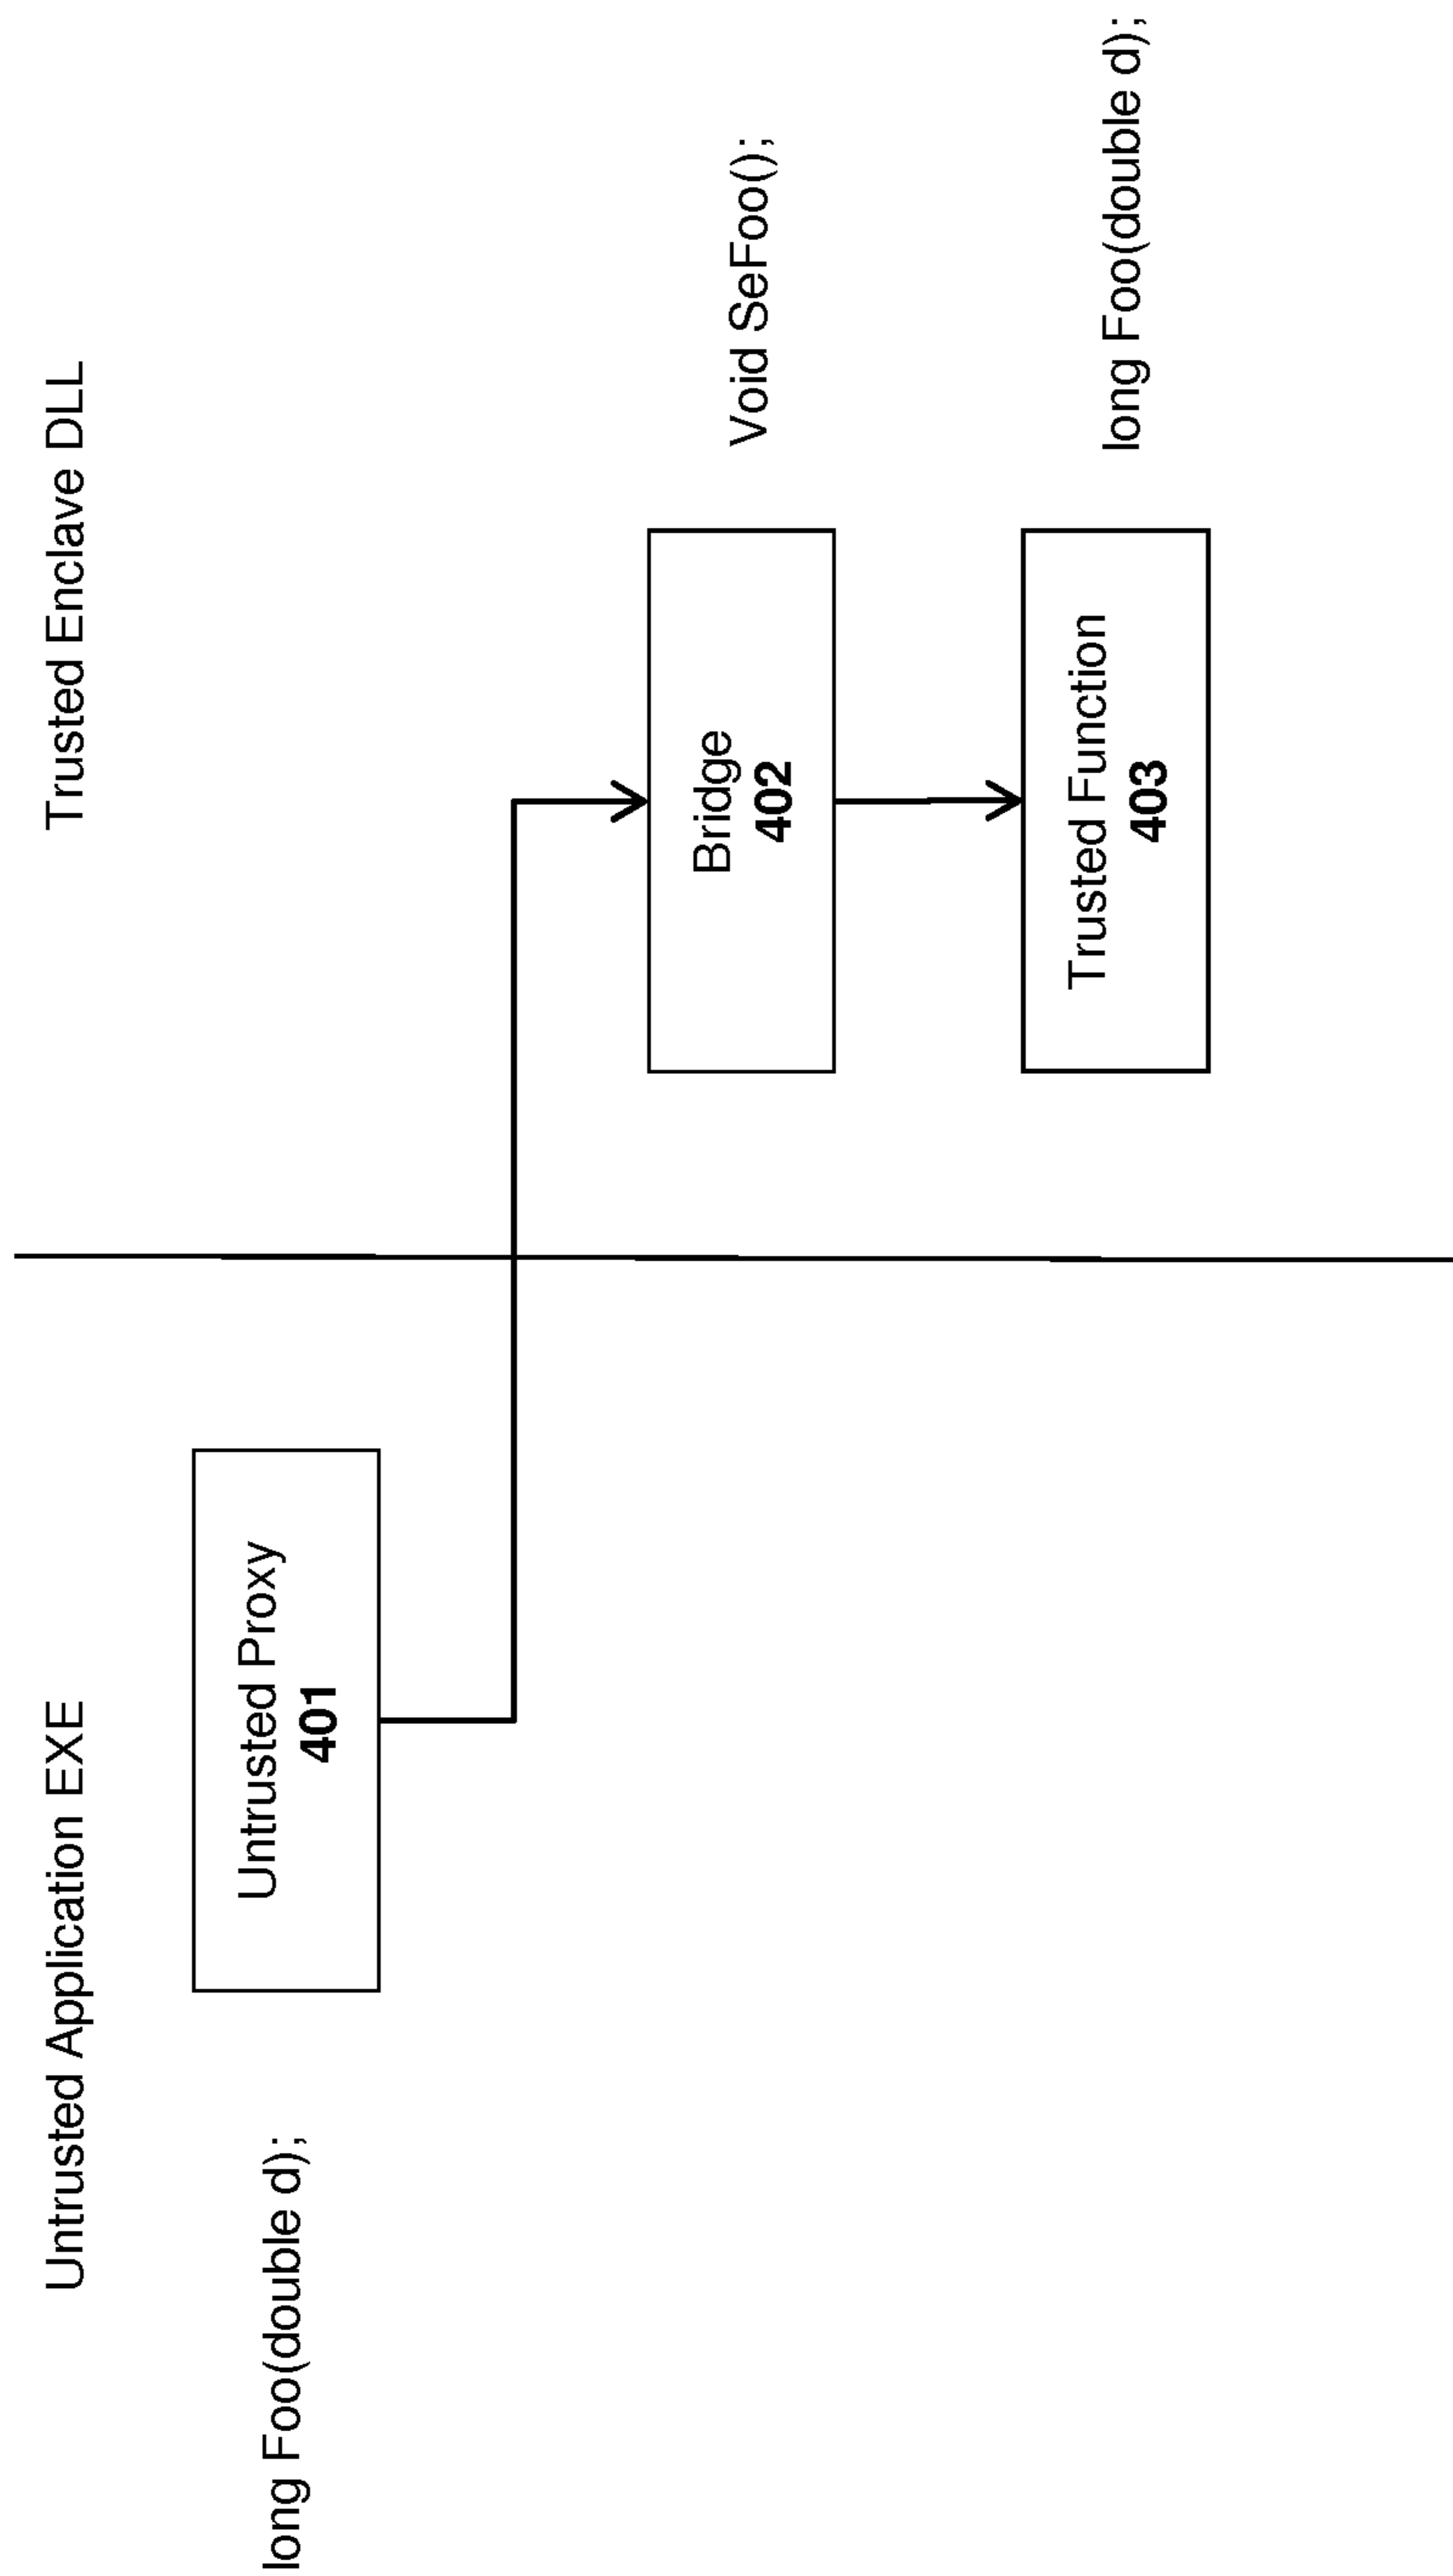 Untrusted Application EXE
Trusted Enclave DLL
long Foo(double d);
Untrusted Proxy
401
Bridge
402
Void SeFoo();
Trusted Function
403
long Foo(double d);